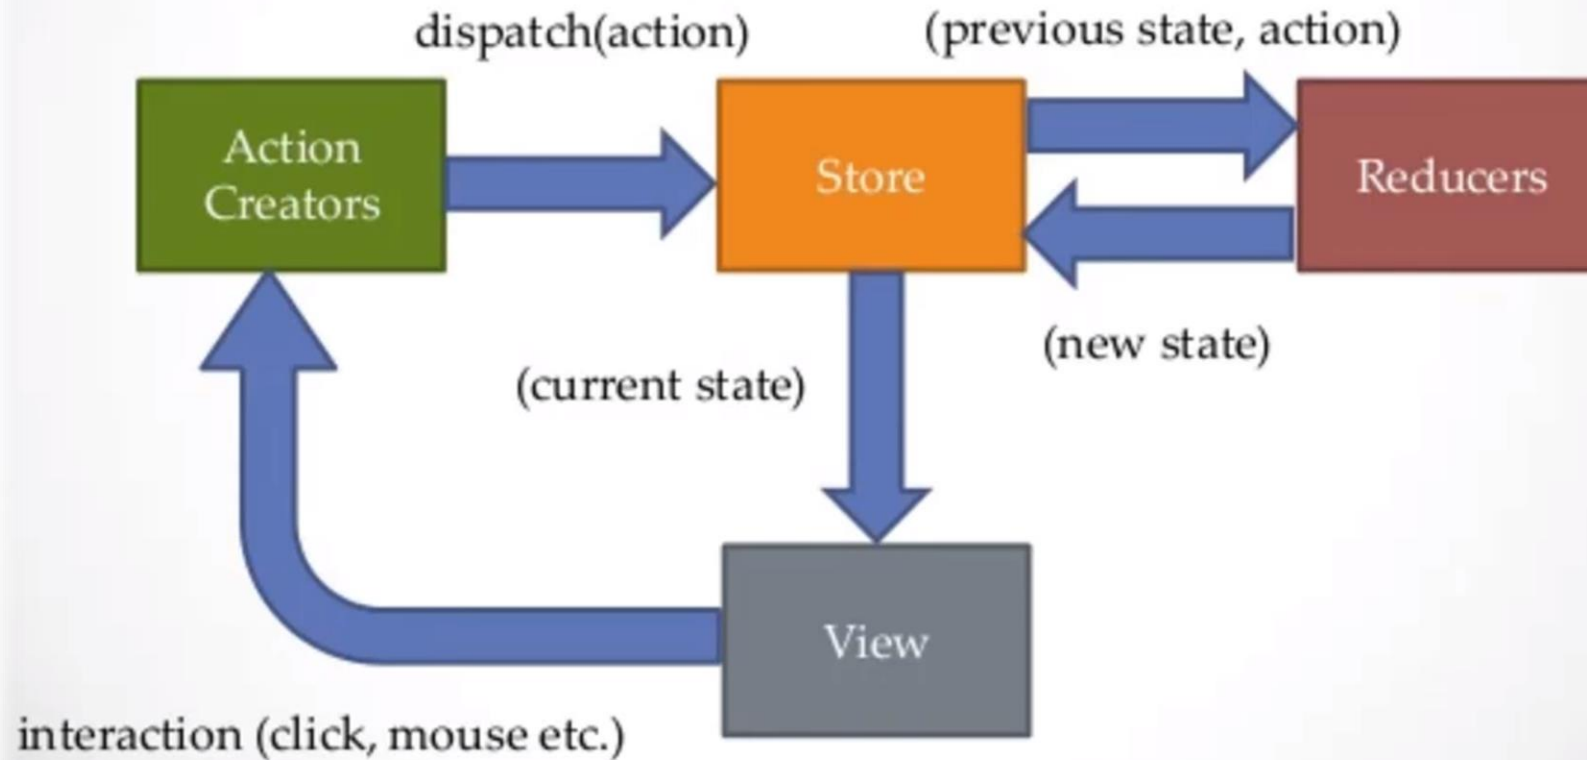 dispatch(action)
(previous state, action)
Action
Creators
Store
Reducers
(new state)
(current state)
View
interaction (click, mouse etc.)